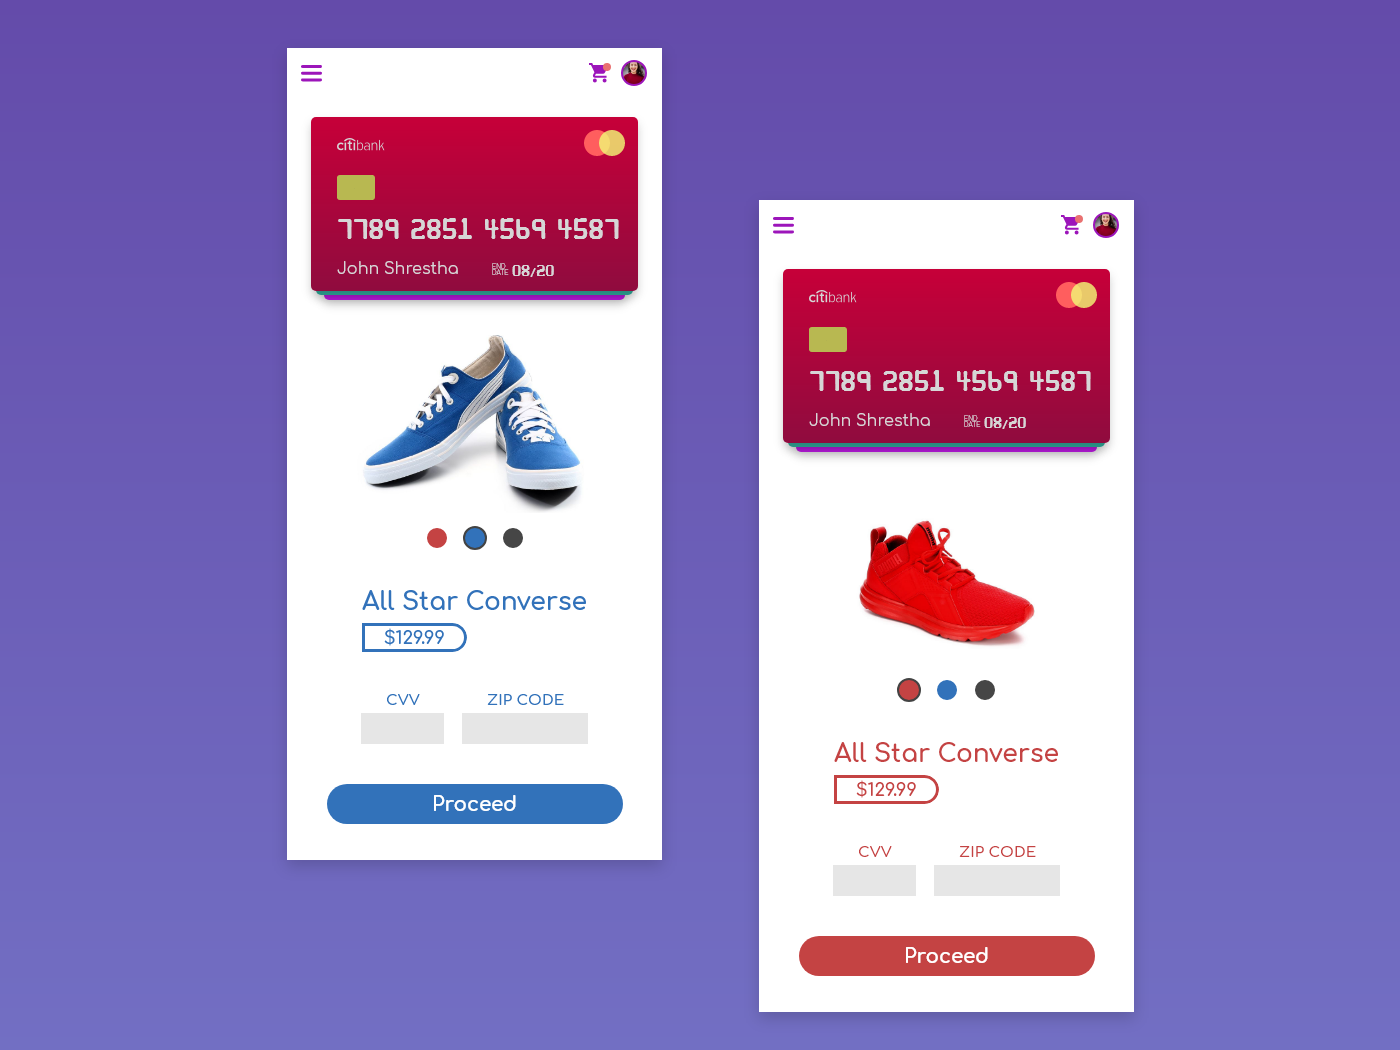 citibank
7789 2851 4569 4587
John Shrestha
END DATE 08/20
All Star Converse
$129.99
CVV ZIP CODE
Proceed
citibank
7789 2851 4569 4587
John Shrestha
END DATE 08/20
All Star Converse
$129.99
CVV ZIP CODE
Proceed